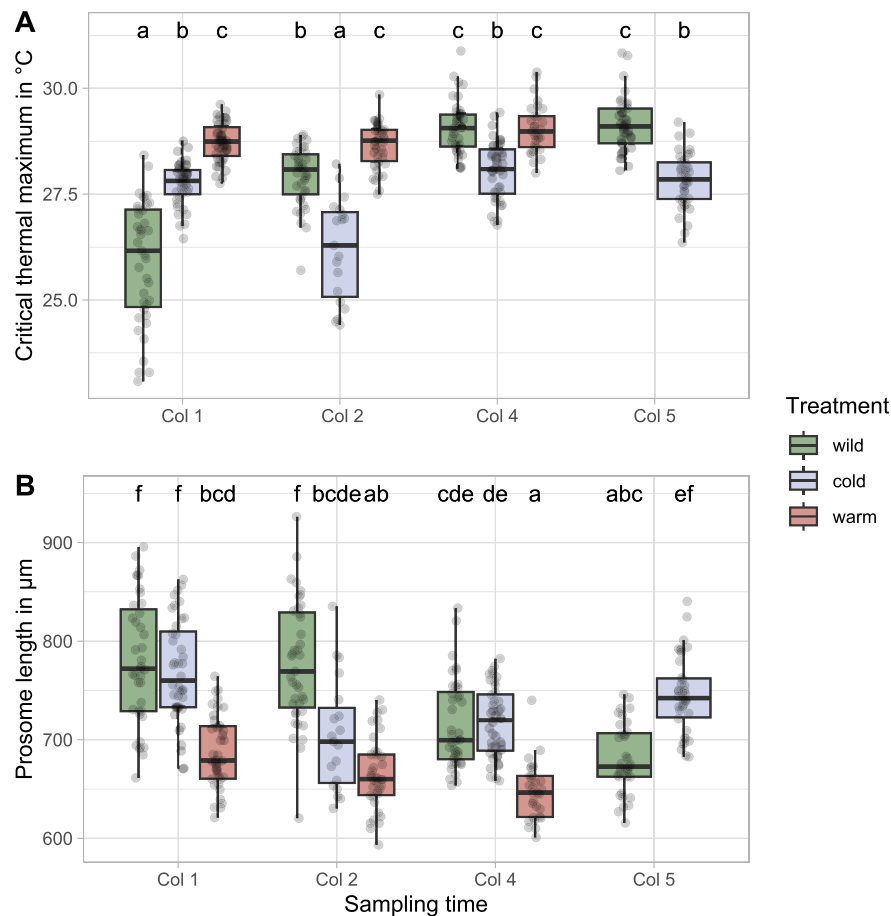 A
a b c b a c c b c c b
Critical thermal maximum in °C
30.0
27.5
25.0
Col 1 Col 2 Col 4 Col 5
Treatment
wild
cold
warm
B
f f bcd f bcde ab cde de a abc ef
Prosome length in µm
900
800
700
600
Col 1 Col 2 Col 4 Col 5
Sampling time